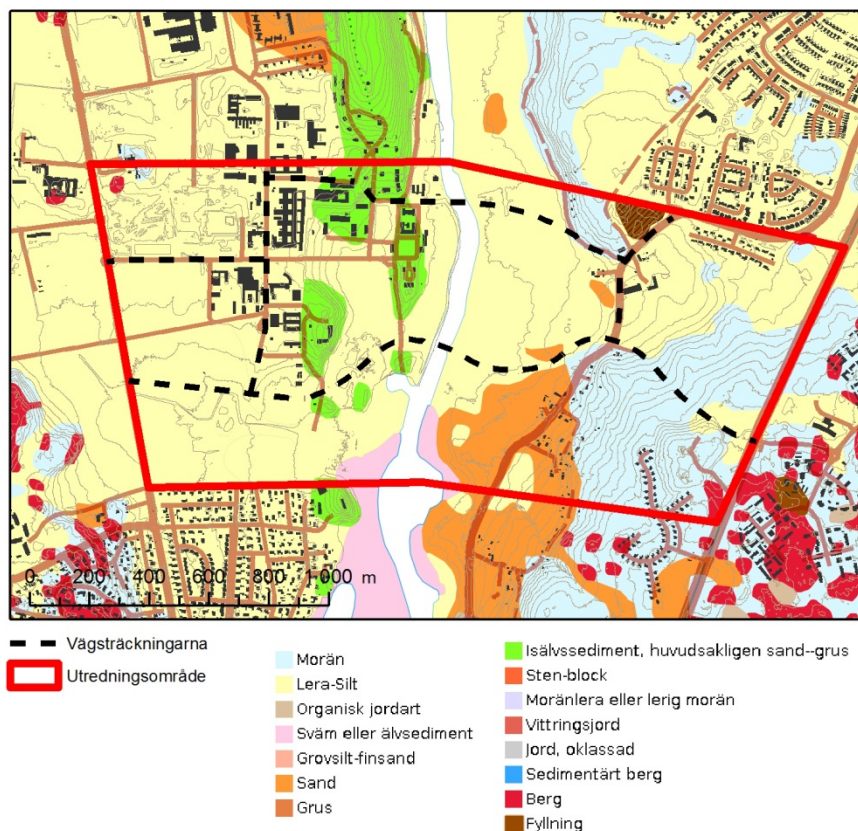 0 200 400 600 800 1 000 m
Vägsträckningarna
Utredningsområde
Morän
Lera-Silt
Organisk jordart
Sväm eller älvsediment
Grovsilt-finsand
Sand
Grus
Isälvssediment, huvudsakligen sand--grus
Sten-block
Moränlera eller lerig morän
Vittringsjord
Jord, oklassad
Sedimentärt berg
Berg
Fyllning